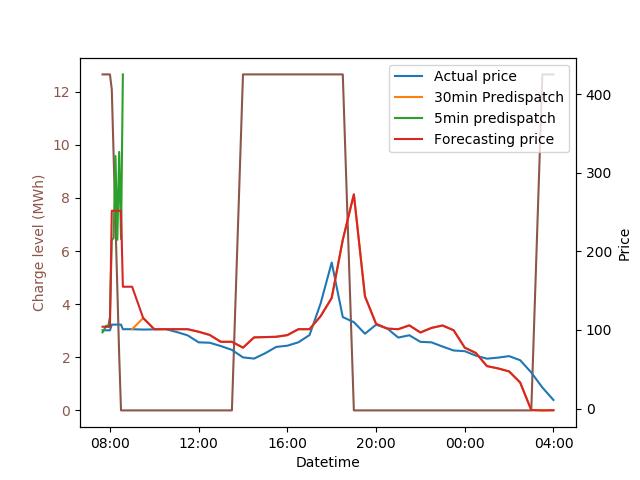 Actual price
30min Predispatch
5min predispatch
Forecasting price
Charge level (MWh)
12
10
8
6
4
2
0
400
300
200
100
0
Price
08:00 12:00 16:00 20:00 00:00 04:00
Datetime